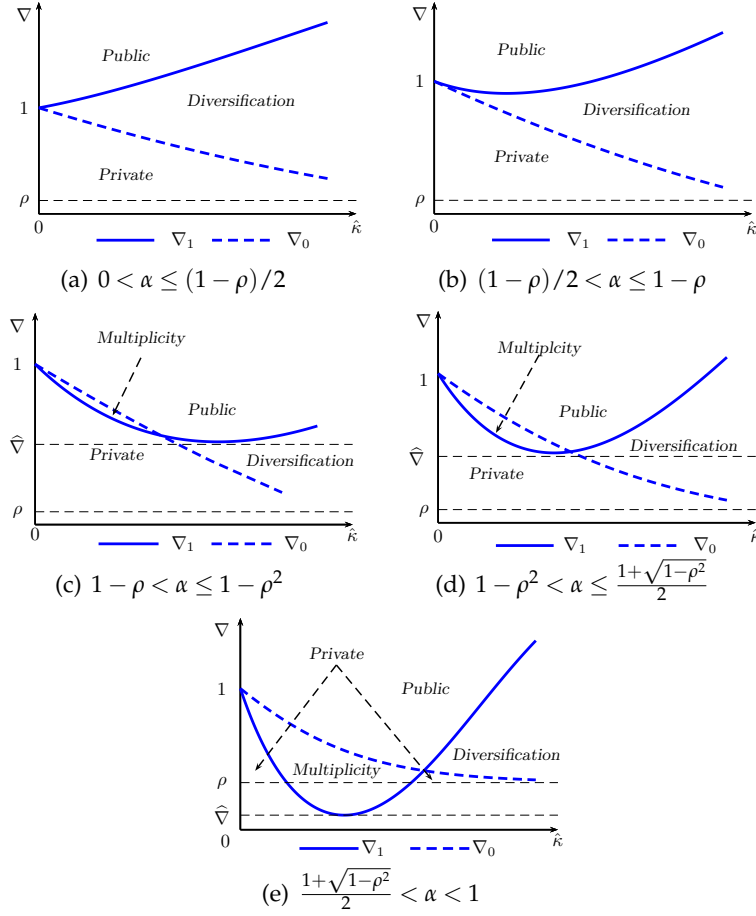 ∇
Public
Diversification
1
Private
ρ
0
κ̂
∇₁ ∇₀
(a) 0 < α ≤ (1 − ρ)/2
∇
Public
1
Diversification
Private
ρ
0
κ̂
∇₁ ∇₀
(b) (1 − ρ)/2 < α ≤ 1 − ρ
∇
Multiplicity
1
Public
∇̂
Private Diversification
ρ
0
κ̂
∇₁ ∇₀
(c) 1 − ρ < α ≤ 1 − ρ²
∇
Multiplcity
1
Public
Diversification
∇̂
Private
ρ
0
κ̂
∇₁ ∇₀
(d) 1 − ρ² < α ≤ (1+√(1−ρ²))/2
∇
Private
1
Public
Diversification
Multiplicity
ρ
∇̂
0
κ̂
∇₁ ∇₀
(e) (1+√(1−ρ²))/2 < α < 1